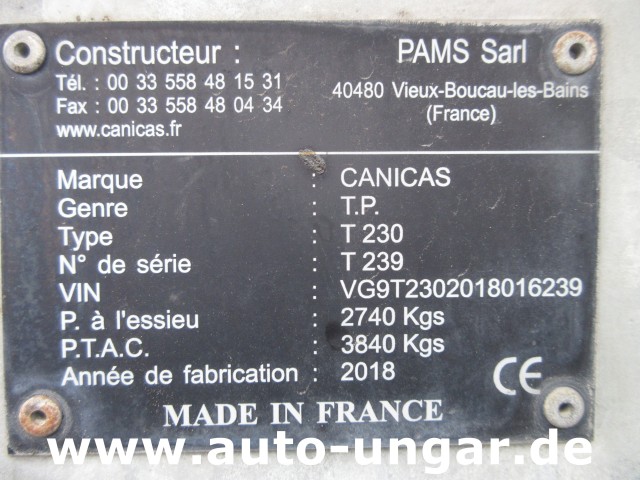 Constructeur : PAMS Sarl
Tél. : 00 33 558 48 15 31
40480 Vieux-Boucau-les-Bains
Fax : 00 33 558 48 04 34
(France)
www.canicas.fr
Marque : CANICAS
Genre : T.P.
Type : T 230
N° de série : T 239
VIN : VG9T2302018016239
P. à l'essieu : 2740 Kgs
P.T.A.C. : 3840 Kgs
Année de fabrication : 2018
CE
MADE IN FRANCE
www.auto-ungar.de